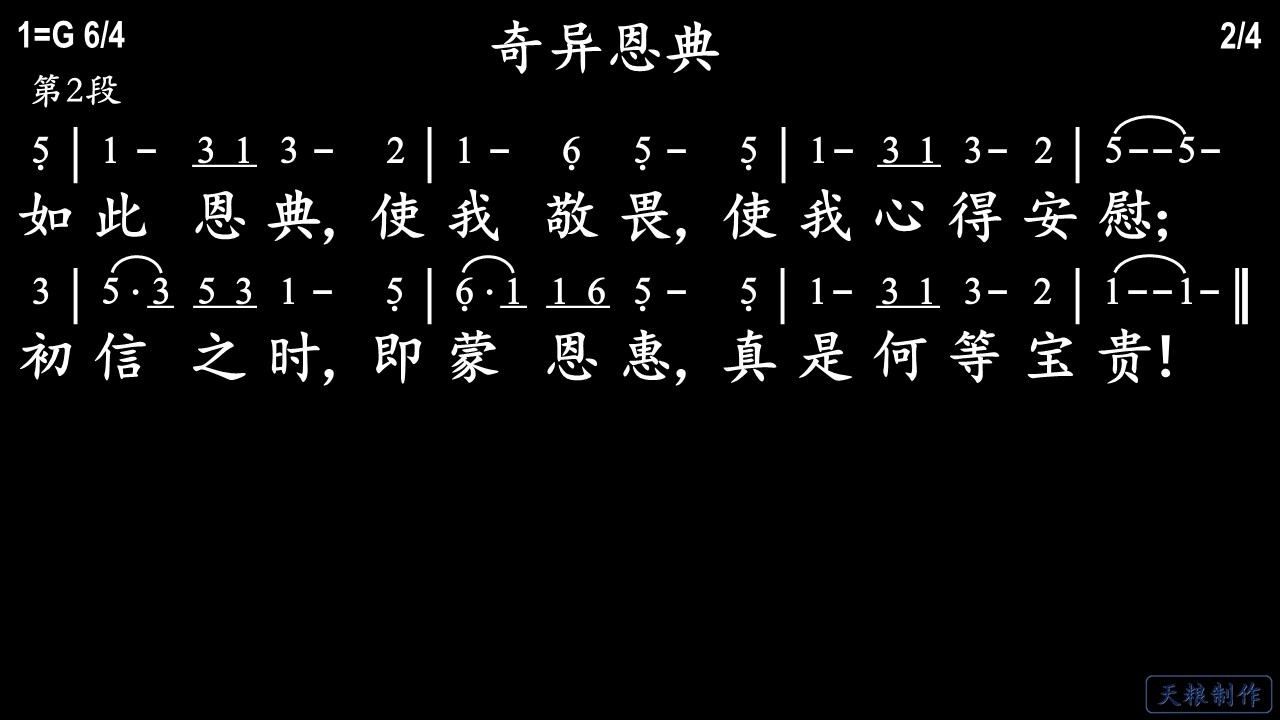 1=G 6/4
奇异恩典
2/4
第2段
5̣ | 1 - 3 1 3 - 2 | 1 - 6̣ 5̣ - 5̣ | 1 - 3 1 3 - 2 | 5 - - 5 -
如此 恩典, 使我 敬畏, 使我心得安慰;
3 | 5 · 3 5 3 1 - 5̣ | 6̣ · 1 1 6 5̣ - 5̣ | 1 - 3 1 3 - 2 | 1 - - 1 - ‖
初信 之时, 即蒙 恩惠, 真是何等宝贵!
天粮制作